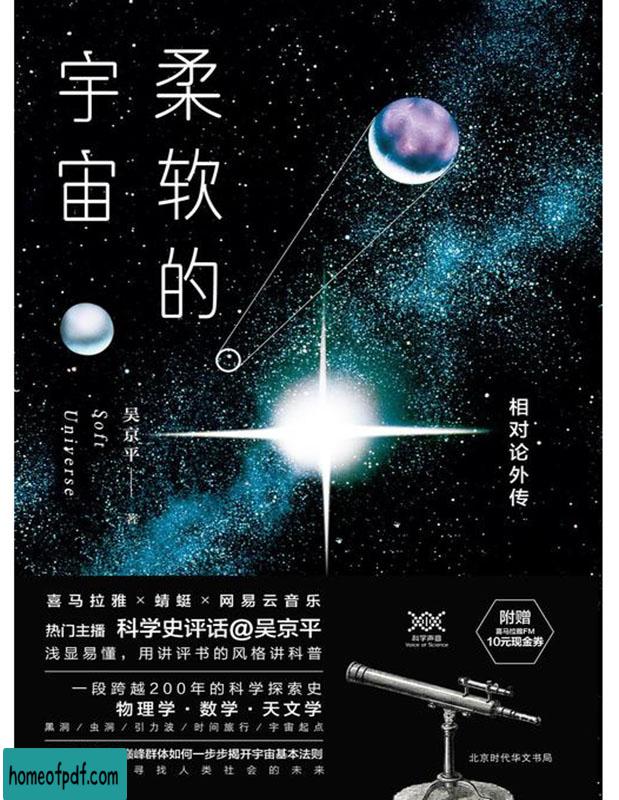 柔软的
宇宙
Soft
Universe
吴京平——著
相对论外传
喜马拉雅×蜻蜓×网易云音乐
热门主播 科学史评话@吴京平
浅显易懂，用讲评书的风格讲科普
一段跨越200年的科学探索史
物理学·数学·天文学
黑洞/虫洞/引力波/时间旅行/宇宙起点
巅峰群体如何一步步揭开宇宙基本法则
寻找人类社会的未来
科学声音
Voice of Science
附赠
喜马拉雅FM
10元现金券
北京时代华文书局
homeofpdf.com